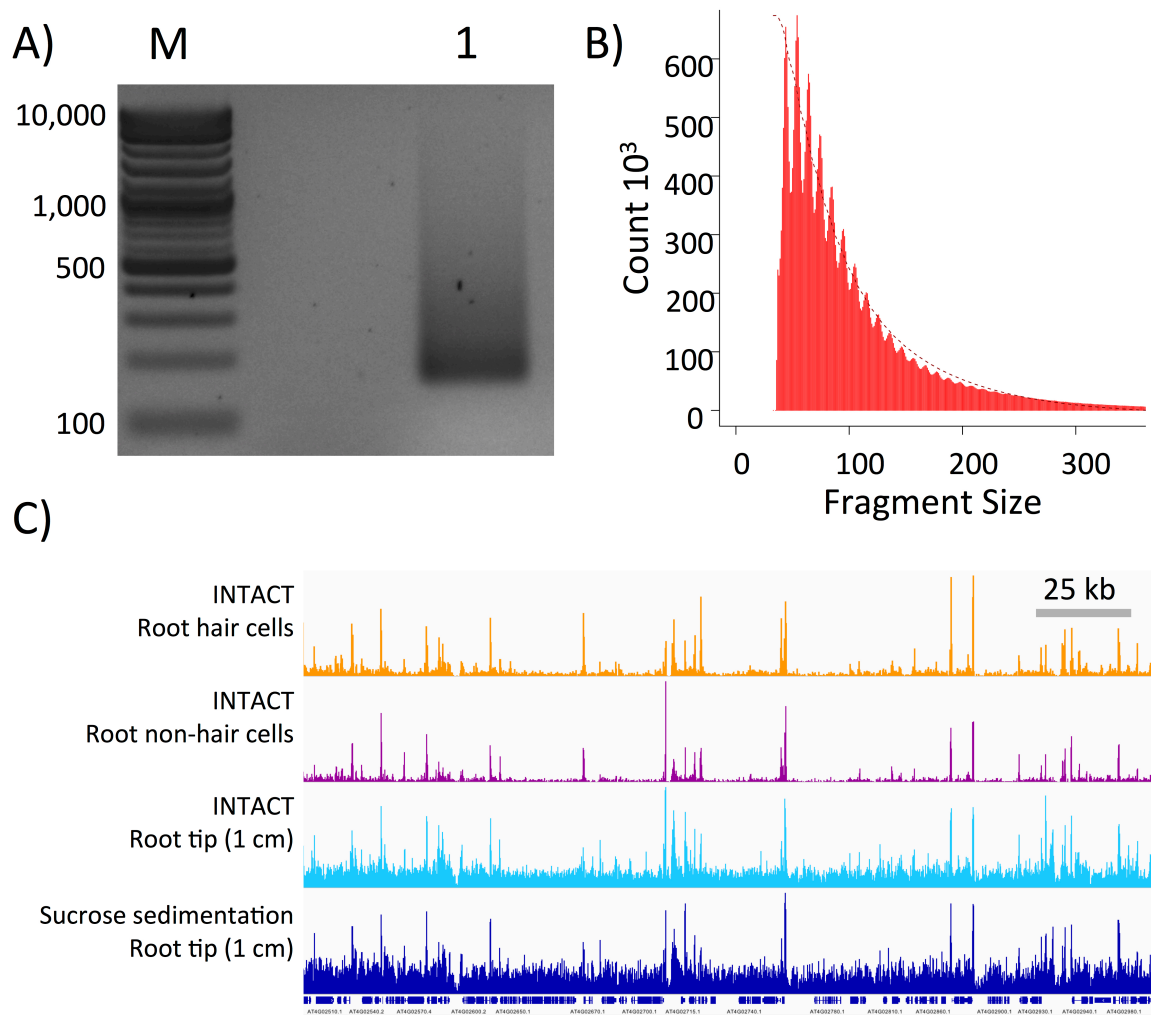 A)
M
1
10,000
1,000
500
100
B)
Count 10³
600
500
400
300
200
100
0
0
100
200
300
Fragment Size
C)
INTACT
Root hair cells
25 kb
INTACT
Root non-hair cells
INTACT
Root tip (1 cm)
Sucrose sedimentation
Root tip (1 cm)
AT4G02510.1 AT4G02540.2 AT4G02570.4 AT4G02600.2 AT4G02650.1 AT4G02670.1 AT4G02700.1 AT4G02715.1 AT4G02740.1 AT4G02780.1 AT4G02810.1 AT4G02860.1 AT4G02900.1 AT4G02930.1 AT4G02940.1 AT4G02980.1